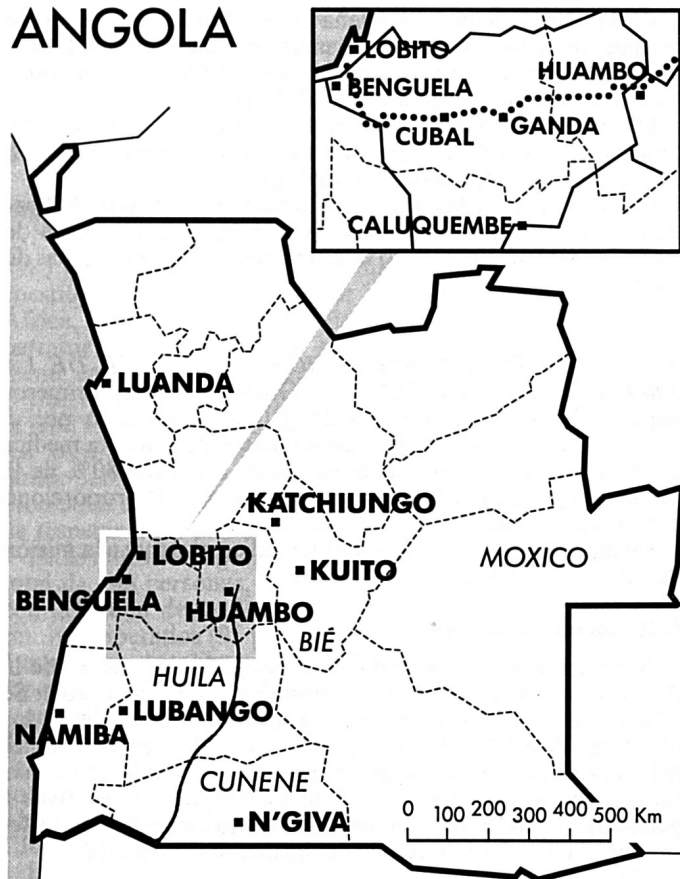 ANGOLA
LOBITO
HUAMBO
BENGUELA
CUBAL
GANDA
CALUQUEMBE
LUANDA
KATCHIUNGO
LOBITO
MOXICO
KUITO
BENGUELA
HUAMBO
BIÉ
HUILA
LUBANGO
NAMIBA
CUNENE
0 100 200 300 400 500 Km
N'GIVA